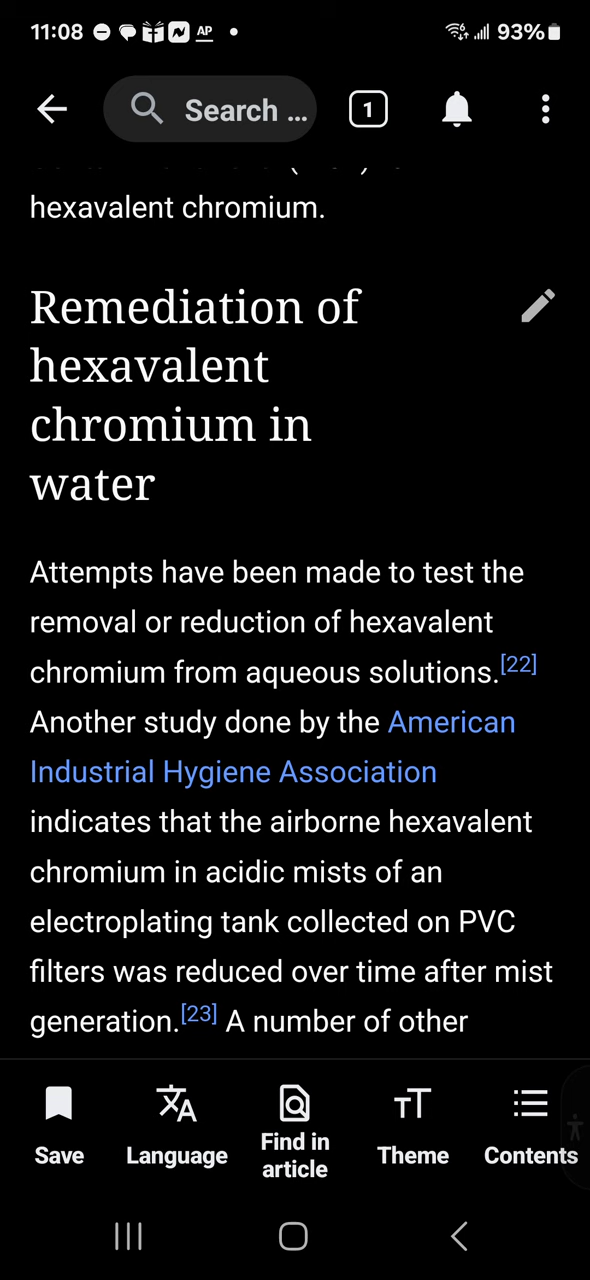 11:08 AP 93%
Search ... 1
hexavalent chromium.
Remediation of
hexavalent
chromium in
water
Attempts have been made to test the
removal or reduction of hexavalent
chromium from aqueous solutions.[22]
Another study done by the American
Industrial Hygiene Association
indicates that the airborne hexavalent
chromium in acidic mists of an
electroplating tank collected on PVC
filters was reduced over time after mist
generation.[23] A number of other
Save Language Find in article Theme Contents